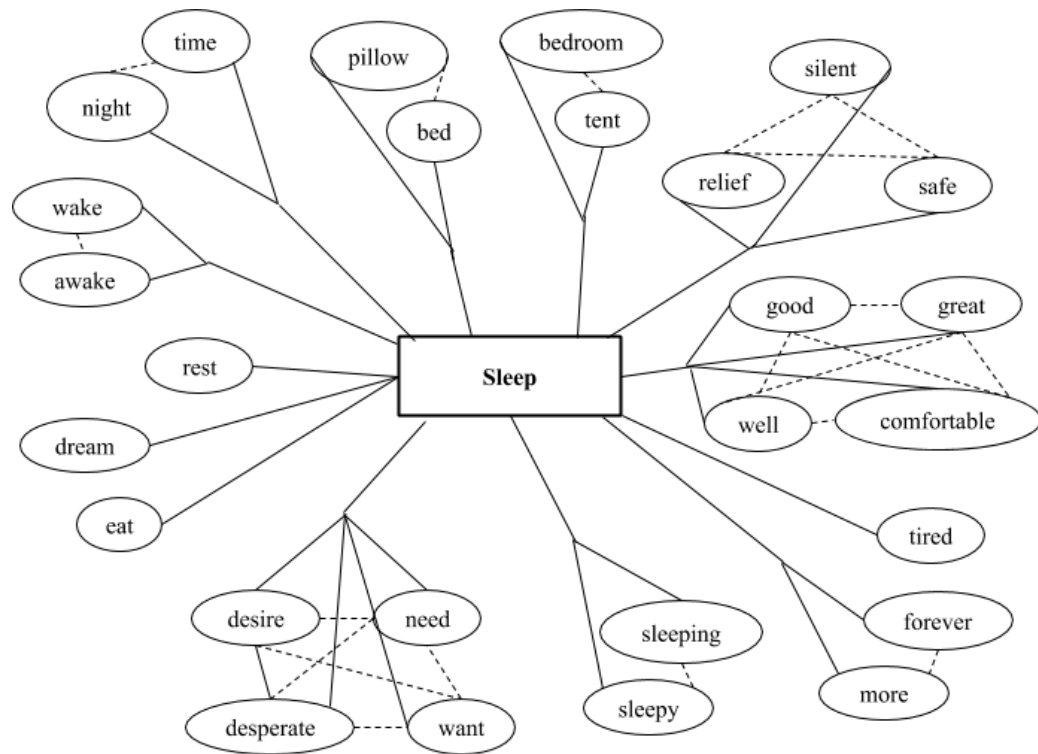 time
pillow
bedroom
silent
night
bed
tent
relief
safe
wake
awake
good
great
rest
Sleep
well
comfortable
dream
eat
tired
desire
need
sleeping
forever
desperate
want
sleepy
more